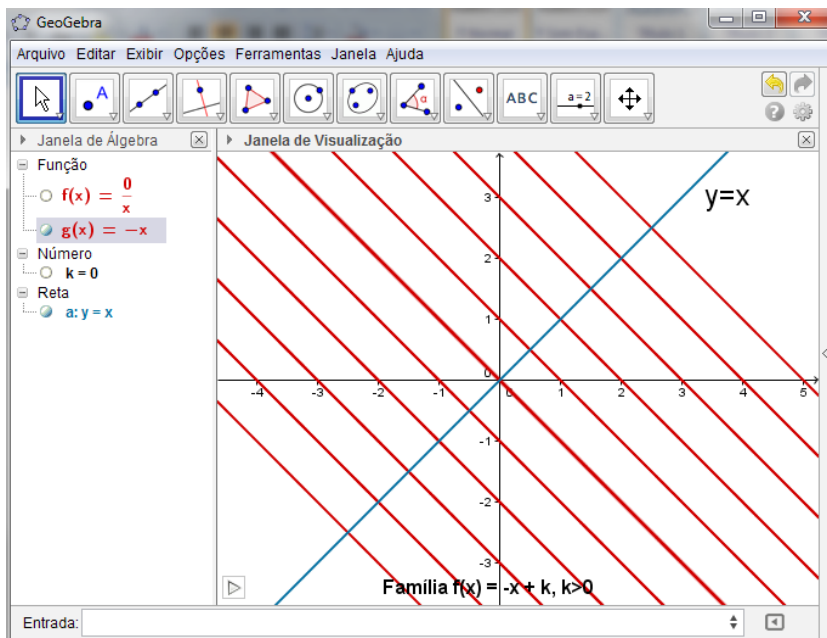 GeoGebra
Arquivo Editar Exibir Opções Ferramentas Janela Ajuda
A
α
ABC
a=2
Janela de Álgebra
Janela de Visualização
Função
f(x) = 0/x
g(x) = −x
Número
k = 0
Reta
a: y = x
y=x
3
2
1
0
-4 -3 -2 -1 0 1 2 3 4 5
-1
-2
-3
Família f(x) = -x + k, k>0
Entrada: